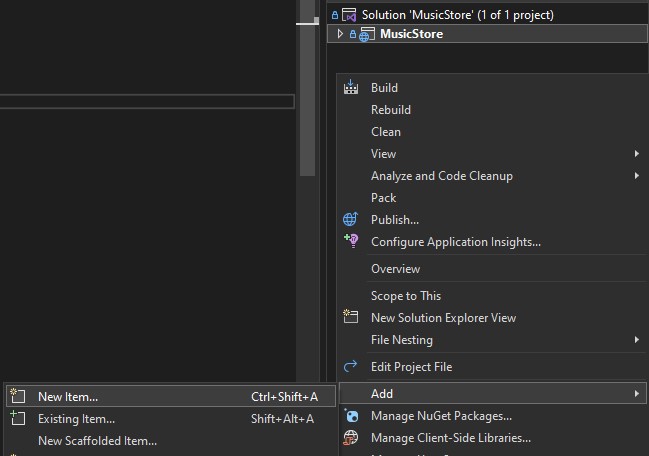 Solution 'MusicStore' (1 of 1 project)
MusicStore
Build
Rebuild
Clean
View
Analyze and Code Cleanup
Pack
Publish...
Configure Application Insights...
Overview
Scope to This
New Solution Explorer View
File Nesting
Edit Project File
Add
New Item... Ctrl+Shift+A
Existing Item... Shift+Alt+A
New Scaffolded Item...
Manage NuGet Packages...
Manage Client-Side Libraries...